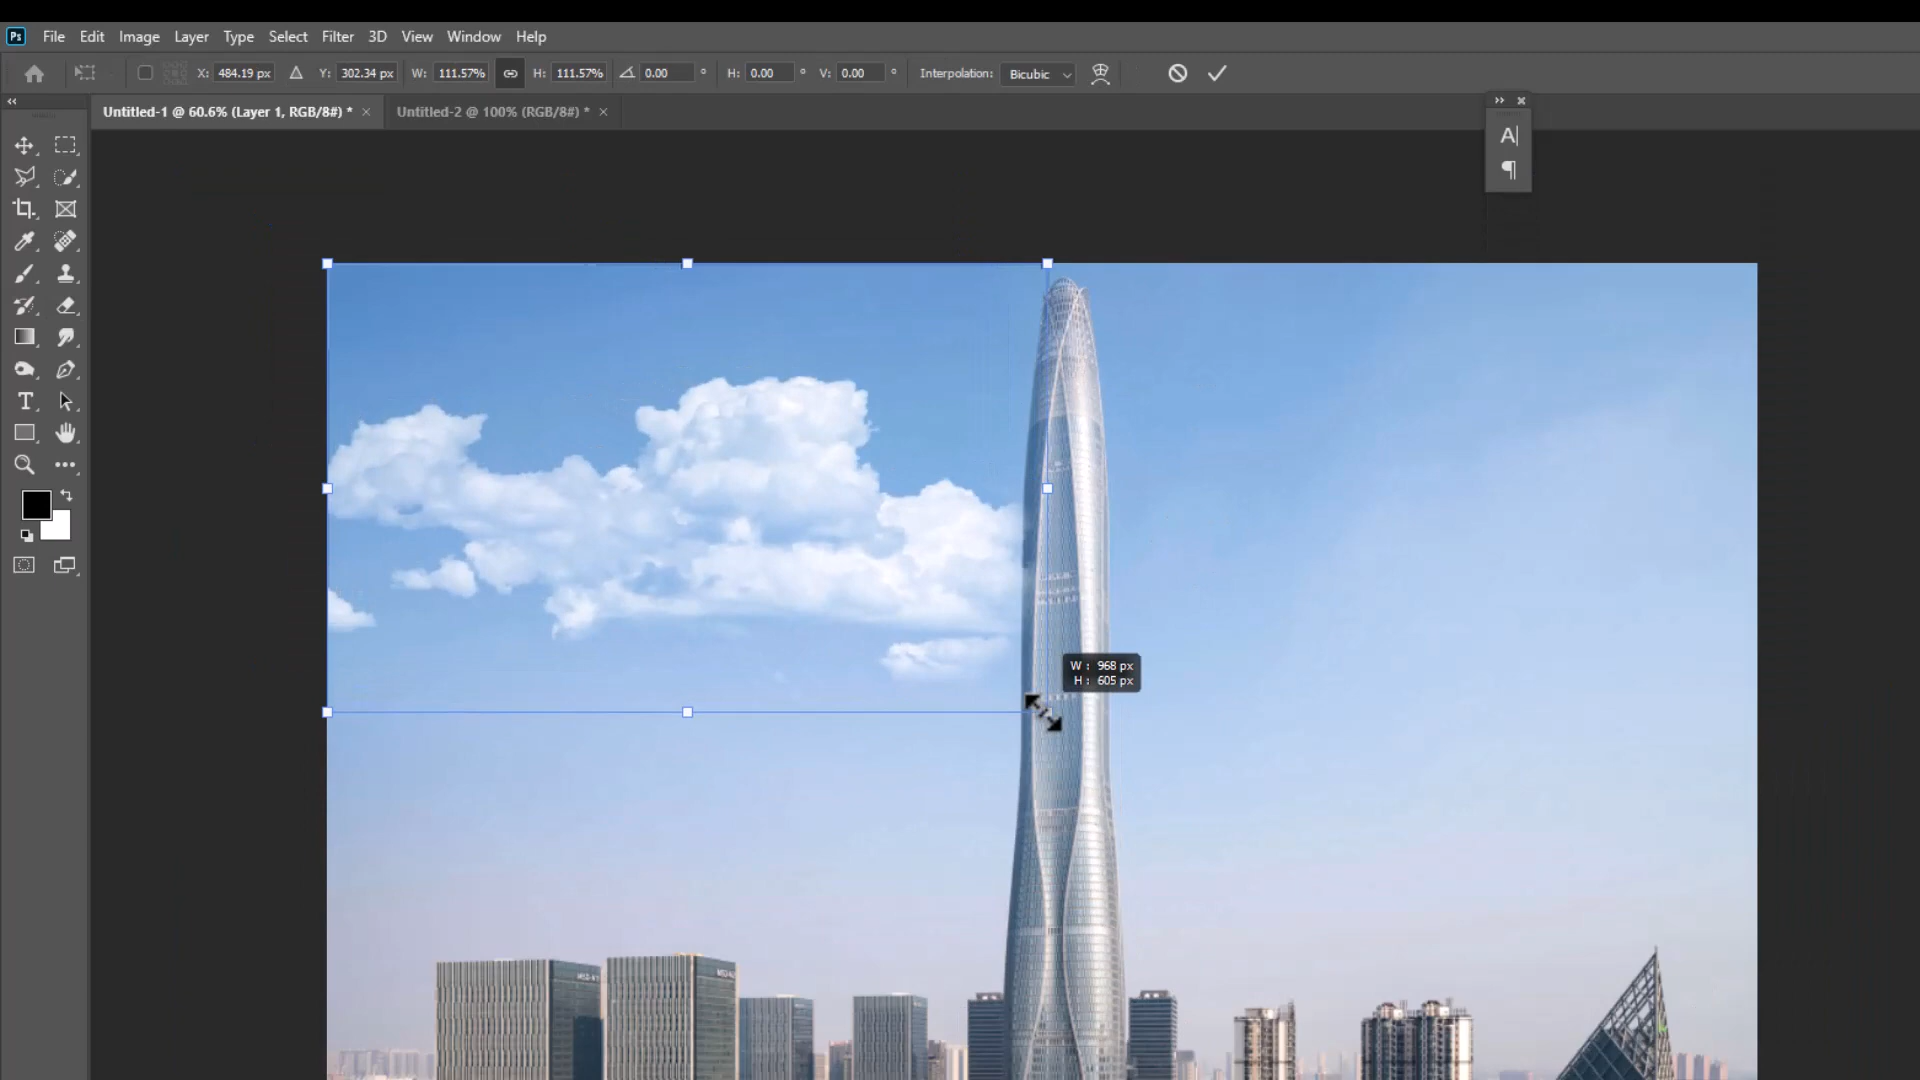 Ps File Edit Image Layer Type Select Filter 3D View Window Help
X: 484.19 px Y: 302.34 px W: 111.57% H: 111.57% 0.00 ° H: 0.00 ° V: 0.00 ° Interpolation: Bicubic
Untitled-1 @ 60.6% (Layer 1, RGB/8#) * × Untitled-2 @ 100% (RGB/8#) * ×
A
¶
T
W : 968 px
H : 605 px